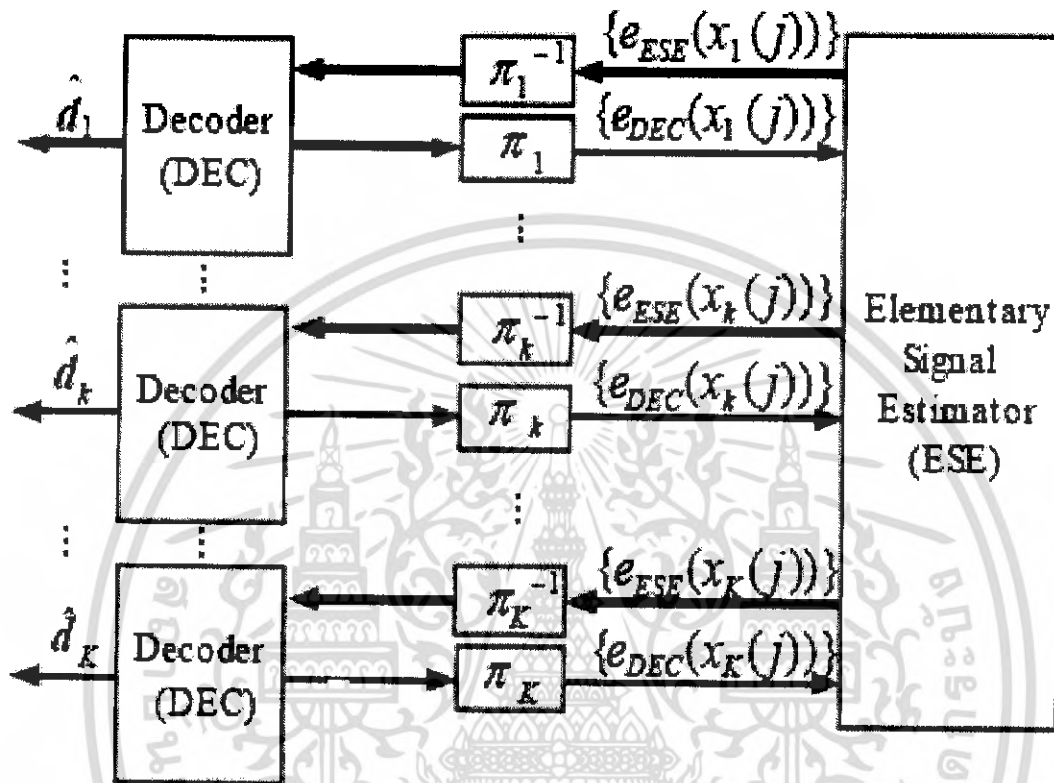 {e_ESE(x_1(j))}
π_1^{-1}
{e_DEC(x_1(j))}
d̂_1
Decoder
(DEC)
π_1
{e_ESE(x_k(j))}
π_k^{-1}
Elementary
Signal
Estimator
(ESE)
d̂_k
Decoder
(DEC)
{e_DEC(x_k(j))}
π_k
{e_ESE(x_K(j))}
π_K^{-1}
d̂_K
Decoder
(DEC)
{e_DEC(x_K(j))}
π_K